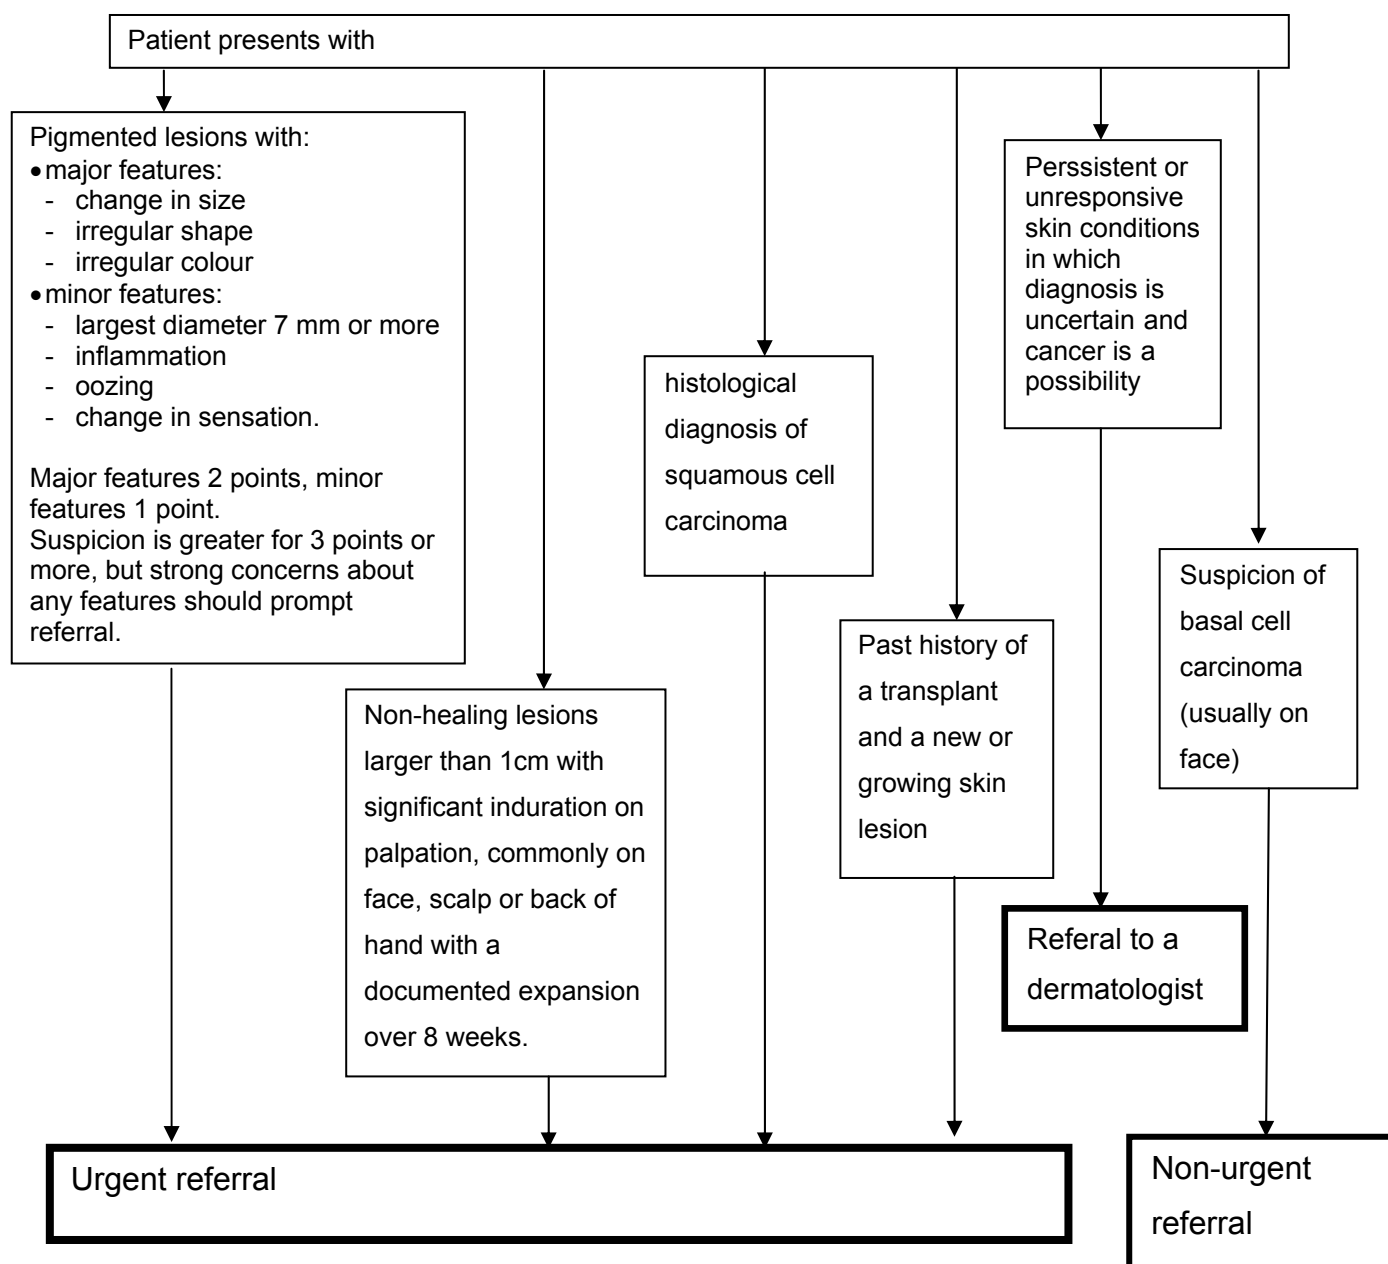 Patient presents with
Pigmented lesions with:
•major features:
- change in size
- irregular shape
- irregular colour
•minor features:
- largest diameter 7 mm or more
- inflammation
- oozing
- change in sensation.
Major features 2 points, minor
features 1 point.
Suspicion is greater for 3 points or
more, but strong concerns about
any features should prompt
referral.
Non-healing lesions
larger than 1cm with
significant induration on
palpation, commonly on
face, scalp or back of
hand with a
documented expansion
over 8 weeks.
histological
diagnosis of
squamous cell
carcinoma
Past history of
a transplant
and a new or
growing skin
lesion
Perssistent or
unresponsive
skin conditions
in which
diagnosis is
uncertain and
cancer is a
possibility
Suspicion of
basal cell
carcinoma
(usually on
face)
Referal to a
dermatologist
Urgent referral
Non-urgent
referral